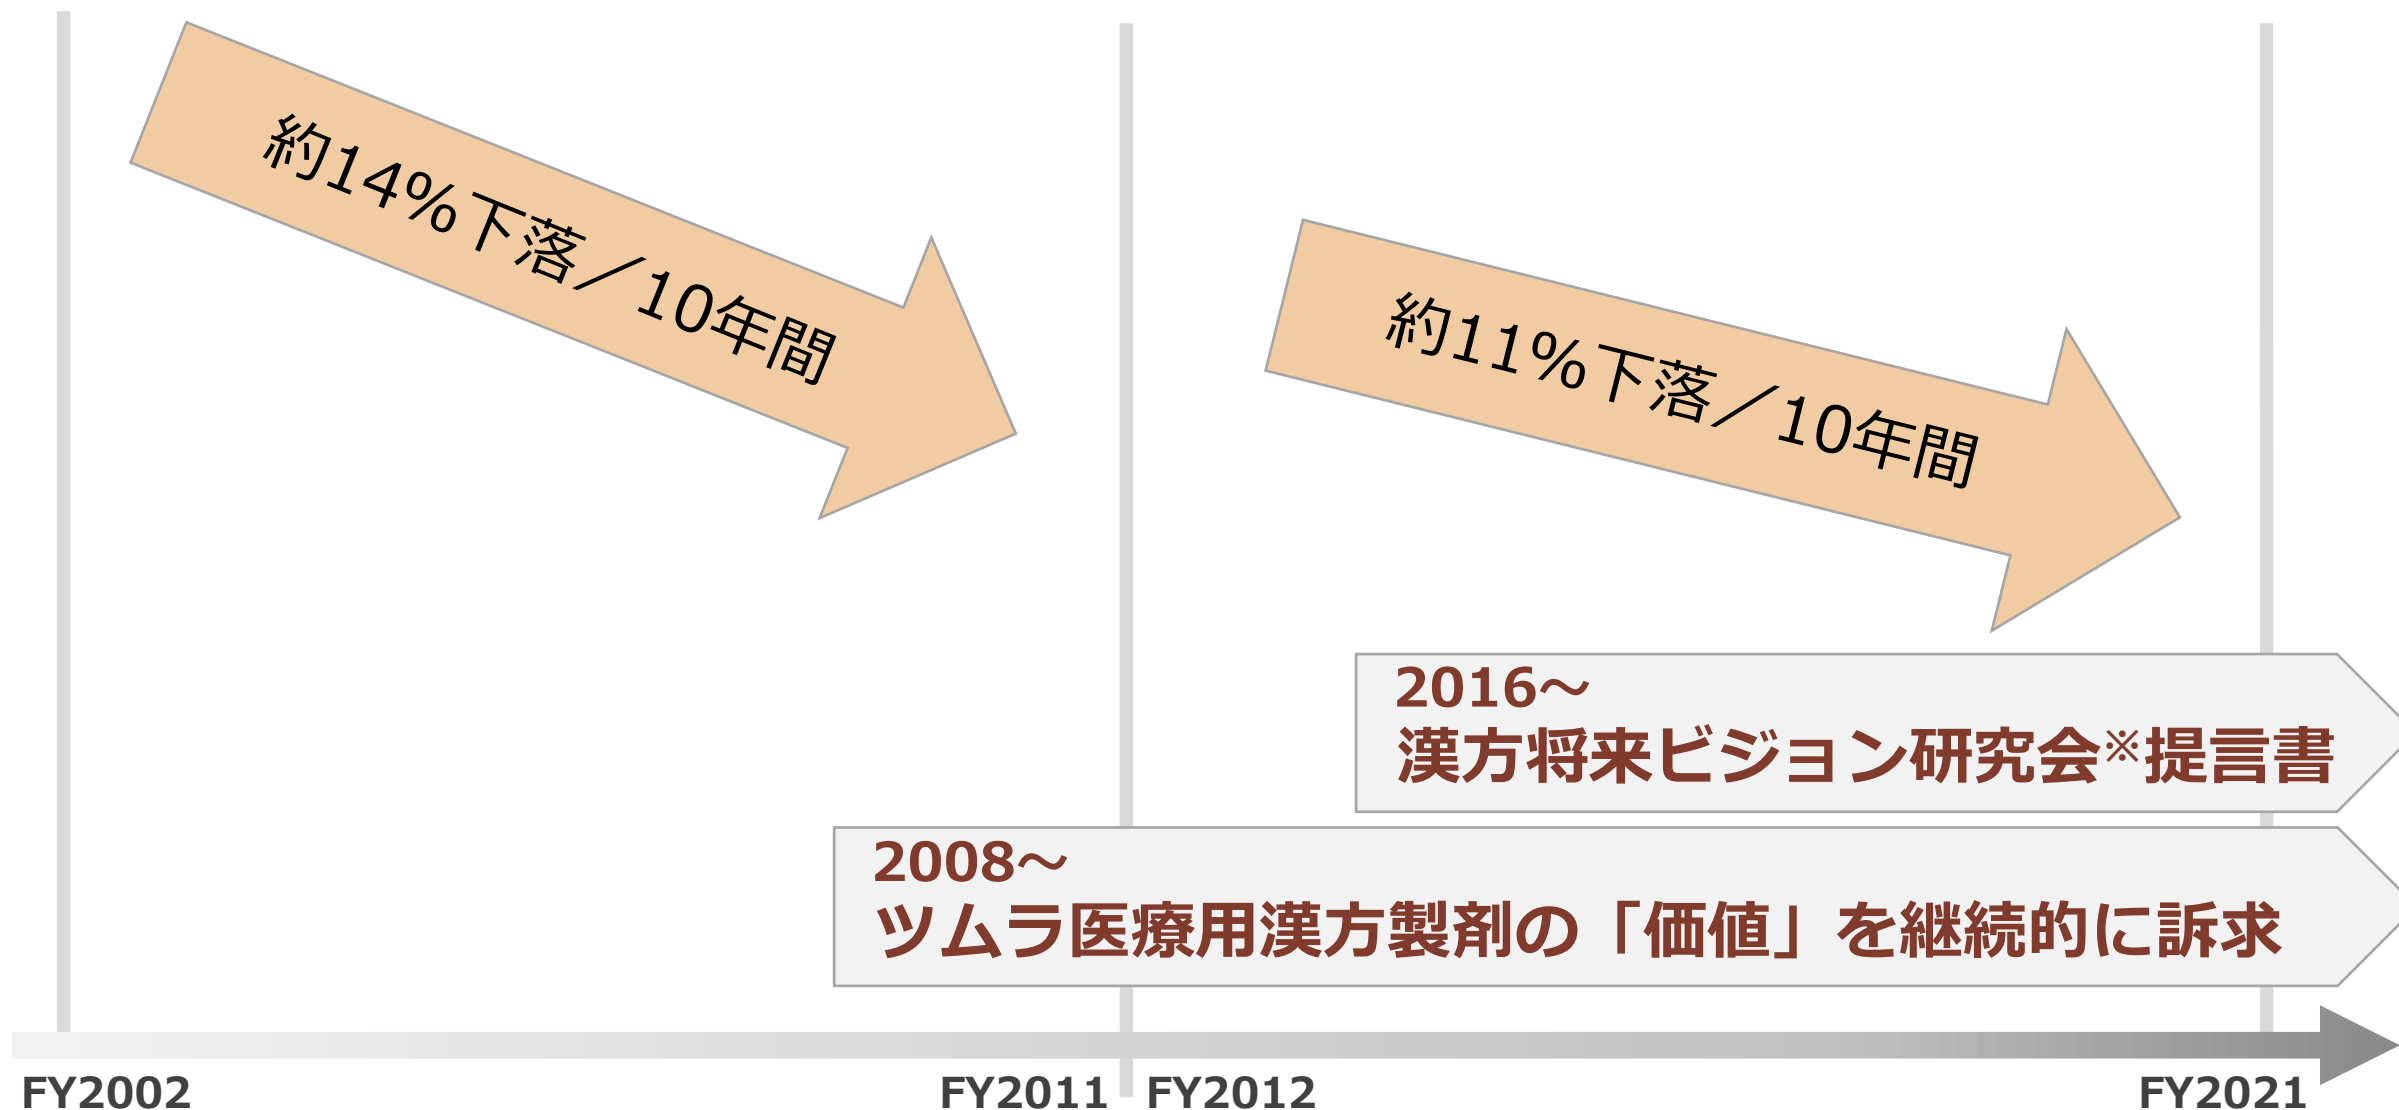 約14%下落／10年間
約11%下落／10年間
2016～
漢方将来ビジョン研究会※提言書
2008～
ツムラ医療用漢方製剤の「価値」を継続的に訴求
FY2002
FY2011
FY2012
FY2021